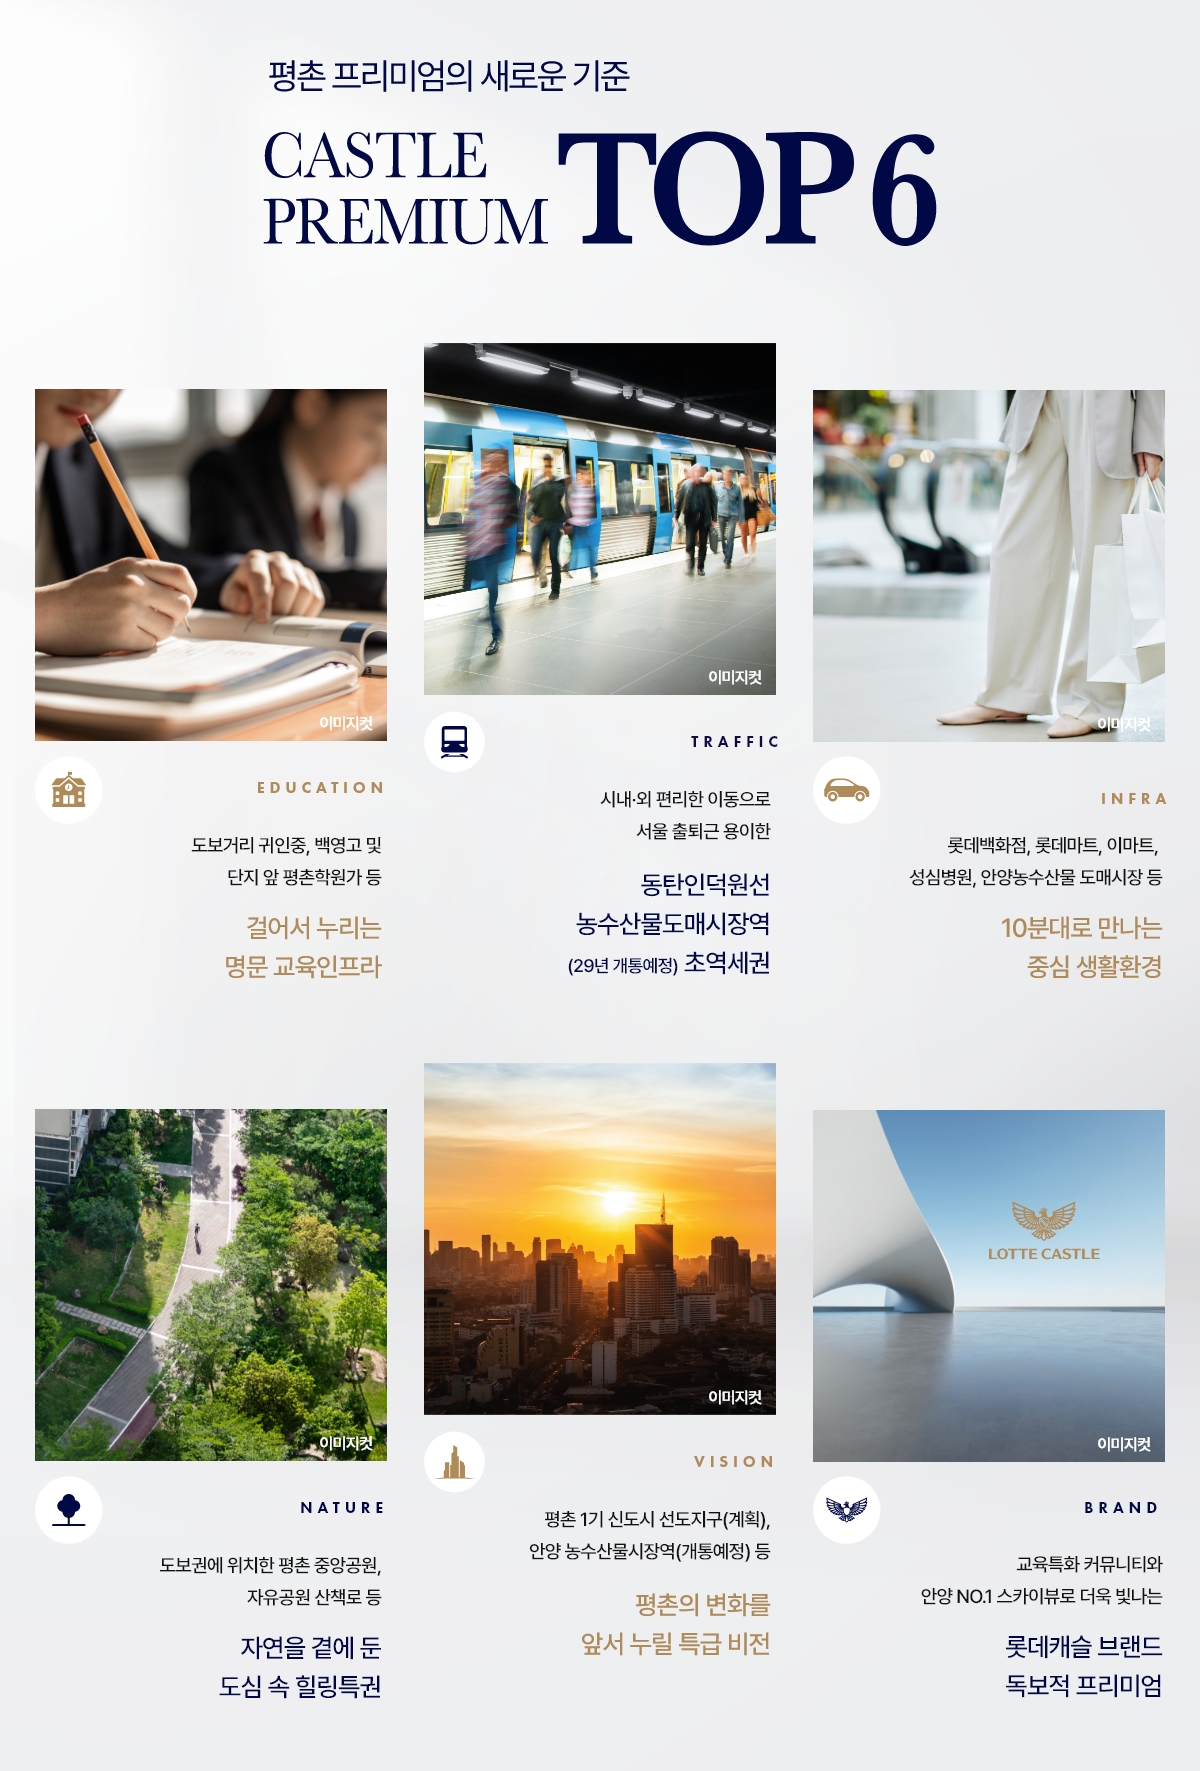 평촌 프리미엄의 새로운 기준
CASTLE
PREMIUM TOP 6
이미지컷
EDUCATION
도보거리 귀인중, 백영고 및
단지 앞 평촌학원가 등
걸어서 누리는
명문 교육인프라
이미지컷
TRAFFIC
시내·외 편리한 이동으로
서울 출퇴근 용이한
동탄인덕원선
농수산물도매시장역
(29년 개통예정) 초역세권
이미지컷
INFRA
롯데백화점, 롯데마트, 이마트,
성심병원, 안양농수산물 도매시장 등
10분대로 만나는
중심 생활환경
이미지컷
NATURE
도보권에 위치한 평촌 중앙공원,
자유공원 산책로 등
자연을 곁에 둔
도심 속 힐링특권
이미지컷
VISION
평촌 1기 신도시 선도지구(계획),
안양 농수산물시장역(개통예정) 등
평촌의 변화를
앞서 누릴 특급 비전
LOTTE CASTLE
이미지컷
BRAND
교육특화 커뮤니티와
안양 NO.1 스카이뷰로 더욱 빛나는
롯데캐슬 브랜드
독보적 프리미엄